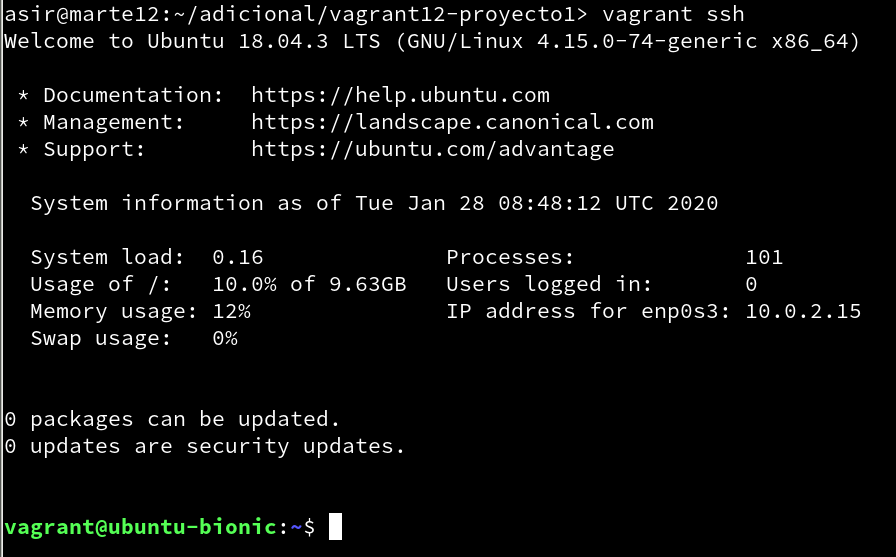 asir@marte12:~/adicional/vagrant12-proyecto1> vagrant ssh
Welcome to Ubuntu 18.04.3 LTS (GNU/Linux 4.15.0-74-generic x86_64)
* Documentation:  https://help.ubuntu.com
* Management:     https://landscape.canonical.com
* Support:        https://ubuntu.com/advantage
System information as of Tue Jan 28 08:48:12 UTC 2020
System load:  0.16              Processes:             101
Usage of /:   10.0% of 9.63GB   Users logged in:       0
Memory usage: 12%               IP address for enp0s3: 10.0.2.15
Swap usage:   0%
0 packages can be updated.
0 updates are security updates.
vagrant@ubuntu-bionic:~$